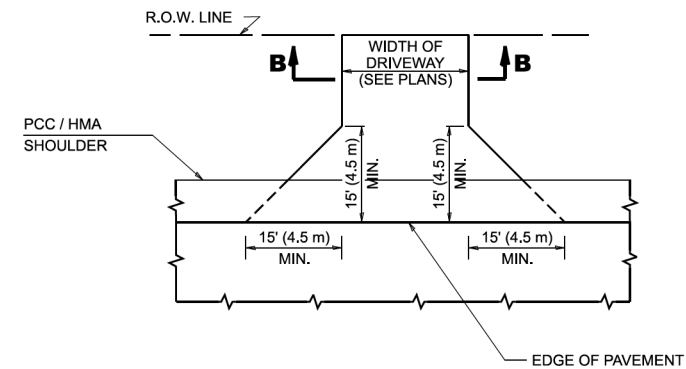 R.O.W. LINE
B
WIDTH OF
DRIVEWAY
(SEE PLANS)
B
PCC / HMA
SHOULDER
15' (4.5 m)
MIN.
15' (4.5 m)
MIN.
15' (4.5 m)
MIN.
15' (4.5 m)
MIN.
EDGE OF PAVEMENT